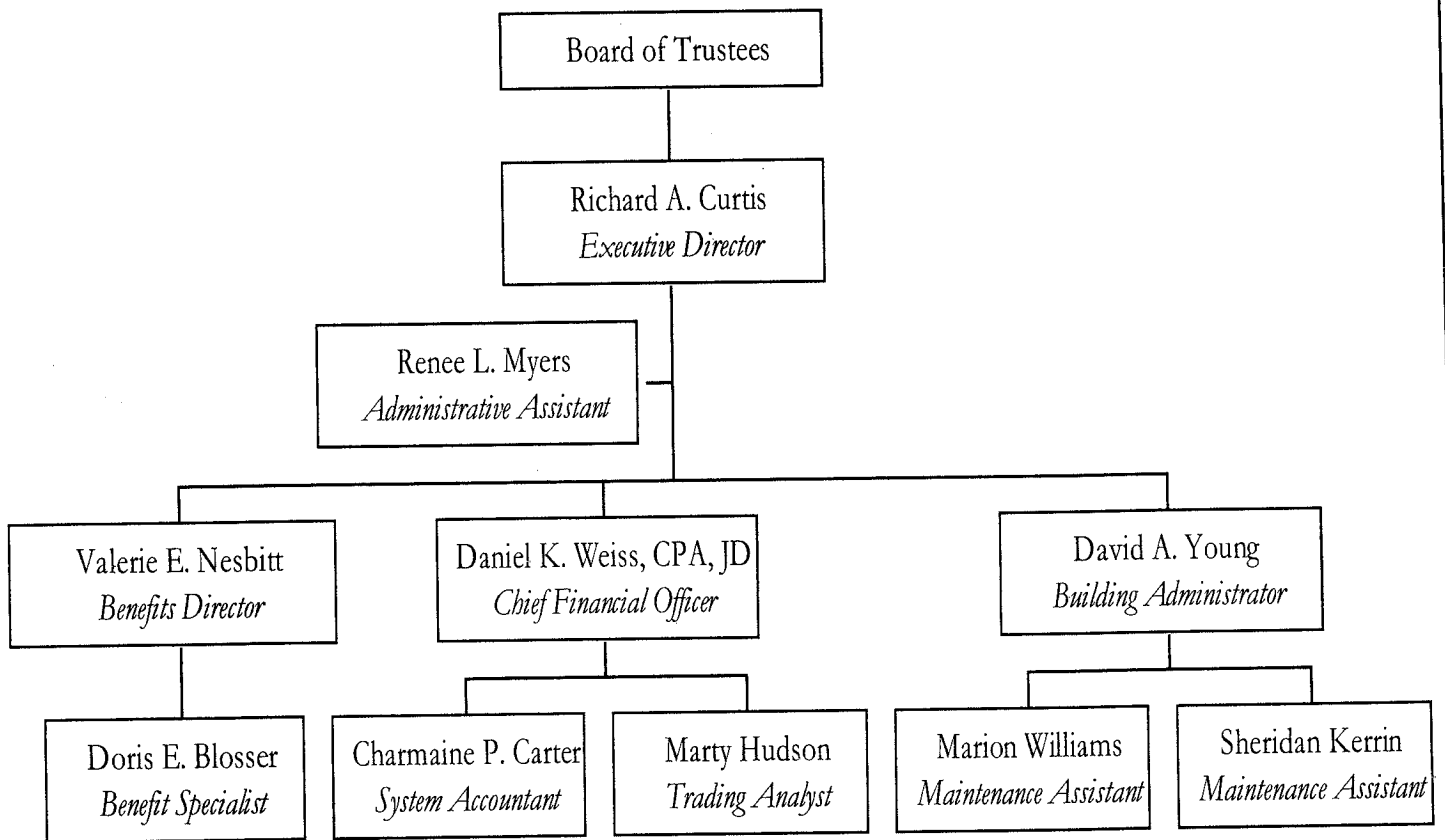 Board of Trustees
Richard A. Curtis
Executive Director
Renee L. Myers
Administrative Assistant
Valerie E. Nesbitt
Benefits Director
Daniel K. Weiss, CPA, JD
Chief Financial Officer
David A. Young
Building Administrator
Doris E. Blosser
Benefit Specialist
Charmaine P. Carter
System Accountant
Marty Hudson
Trading Analyst
Marion Williams
Maintenance Assistant
Sheridan Kerrin
Maintenance Assistant